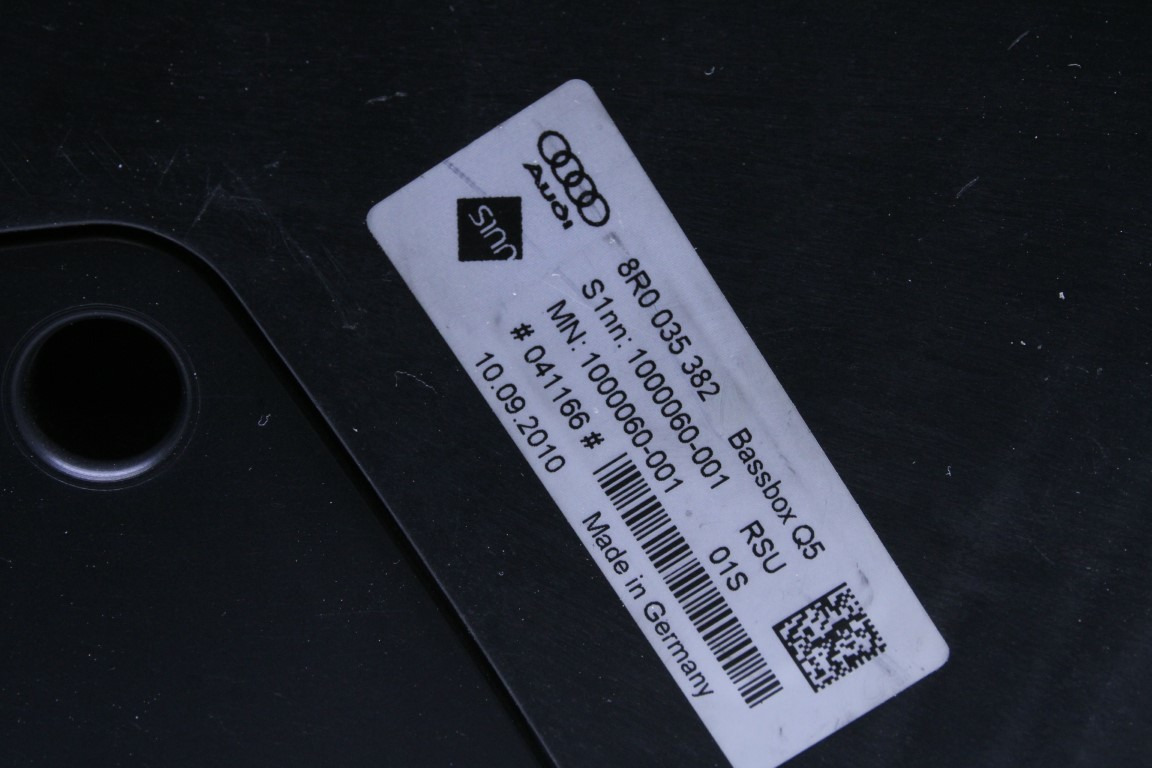 Audi
S1nn
8R0 035 382 Bassbox Q5
S1nn: 1000060-001 RSU
MN: 1000060-001 01S
# 041166 #
10.09.2010 Made in Germany